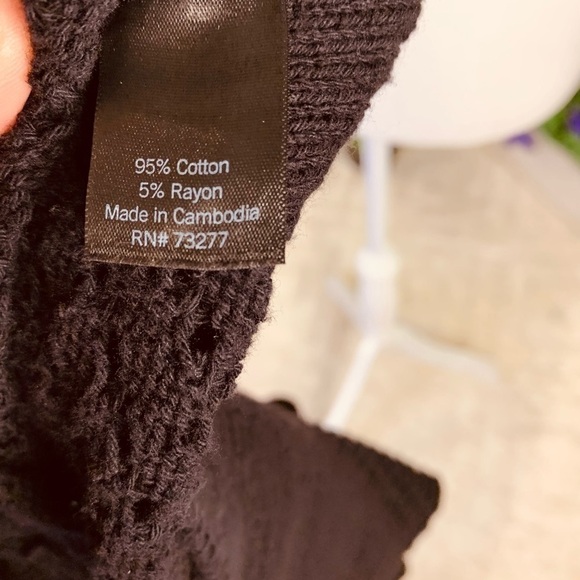 95% Cotton
5% Rayon
Made in Cambodia
RN# 73277